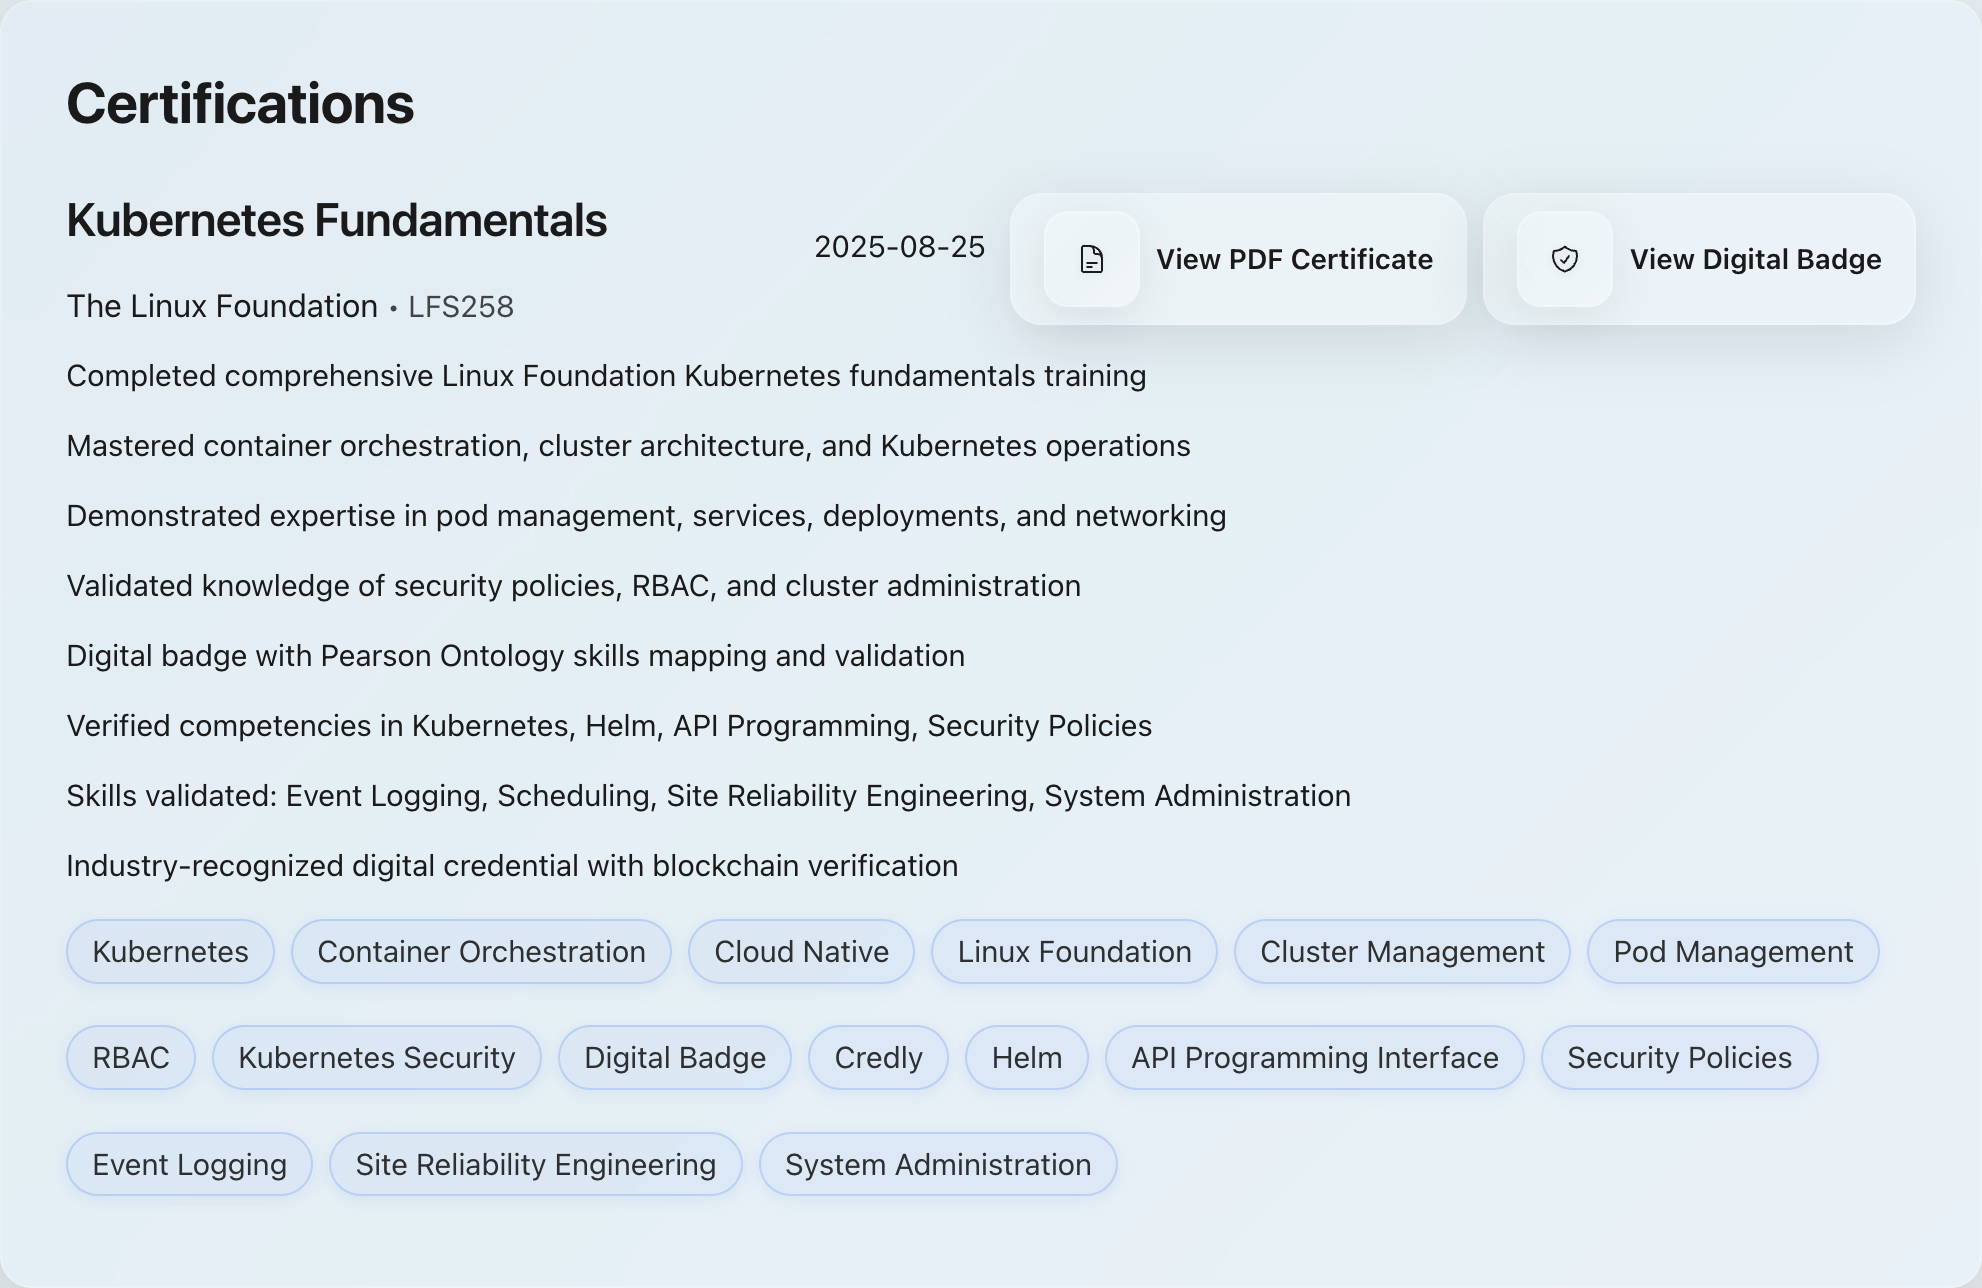 Certifications
Kubernetes Fundamentals
2025-08-25
View PDF Certificate
View Digital Badge
The Linux Foundation • LFS258
Completed comprehensive Linux Foundation Kubernetes fundamentals training
Mastered container orchestration, cluster architecture, and Kubernetes operations
Demonstrated expertise in pod management, services, deployments, and networking
Validated knowledge of security policies, RBAC, and cluster administration
Digital badge with Pearson Ontology skills mapping and validation
Verified competencies in Kubernetes, Helm, API Programming, Security Policies
Skills validated: Event Logging, Scheduling, Site Reliability Engineering, System Administration
Industry-recognized digital credential with blockchain verification
Kubernetes Container Orchestration Cloud Native Linux Foundation Cluster Management Pod Management
RBAC Kubernetes Security Digital Badge Credly Helm API Programming Interface Security Policies
Event Logging Site Reliability Engineering System Administration